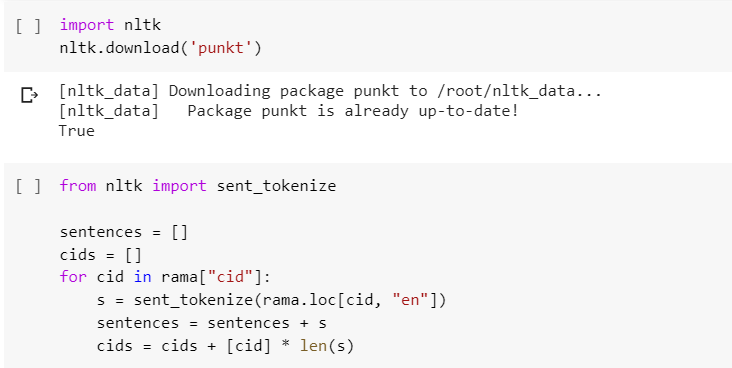 [ ] import nltk
nltk.download('punkt')
[nltk_data] Downloading package punkt to /root/nltk_data...
[nltk_data]   Package punkt is already up-to-date!
True
[ ] from nltk import sent_tokenize
sentences = []
cids = []
for cid in rama["cid"]:
    s = sent_tokenize(rama.loc[cid, "en"])
    sentences = sentences + s
    cids = cids + [cid] * len(s)